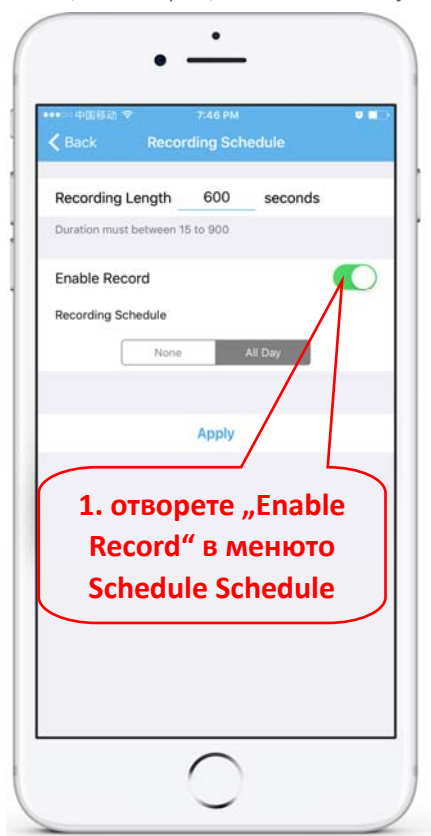 中国移动 7:46 PM
Back Recording Schedule
Recording Length 600 seconds
Duration must between 15 to 900
Enable Record
Recording Schedule
None All Day
Apply
1. отворете „Enable
Record“ в менюто
Schedule Schedule